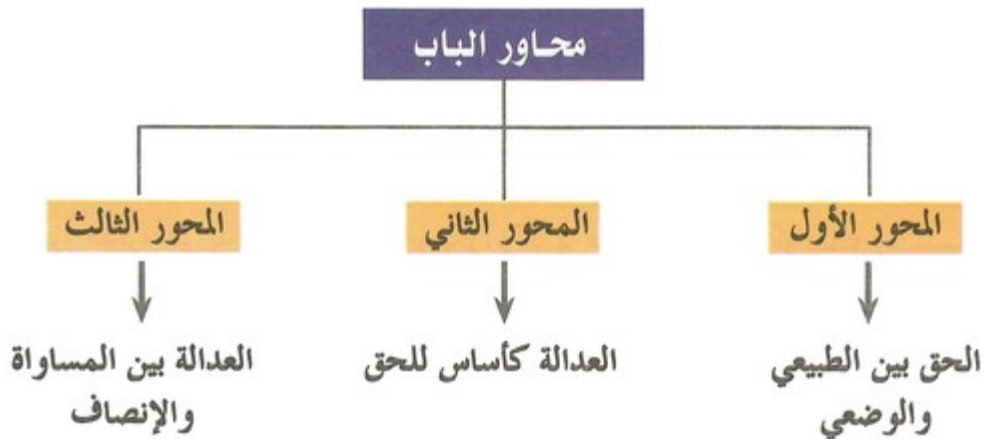 محاور الباب
المحور الأول
المحور الثاني
المحور الثالث
الحق بين الطبيعي
والوضعي
العدالة كأساس للحق
العدالة بين المساواة
والإنصاف